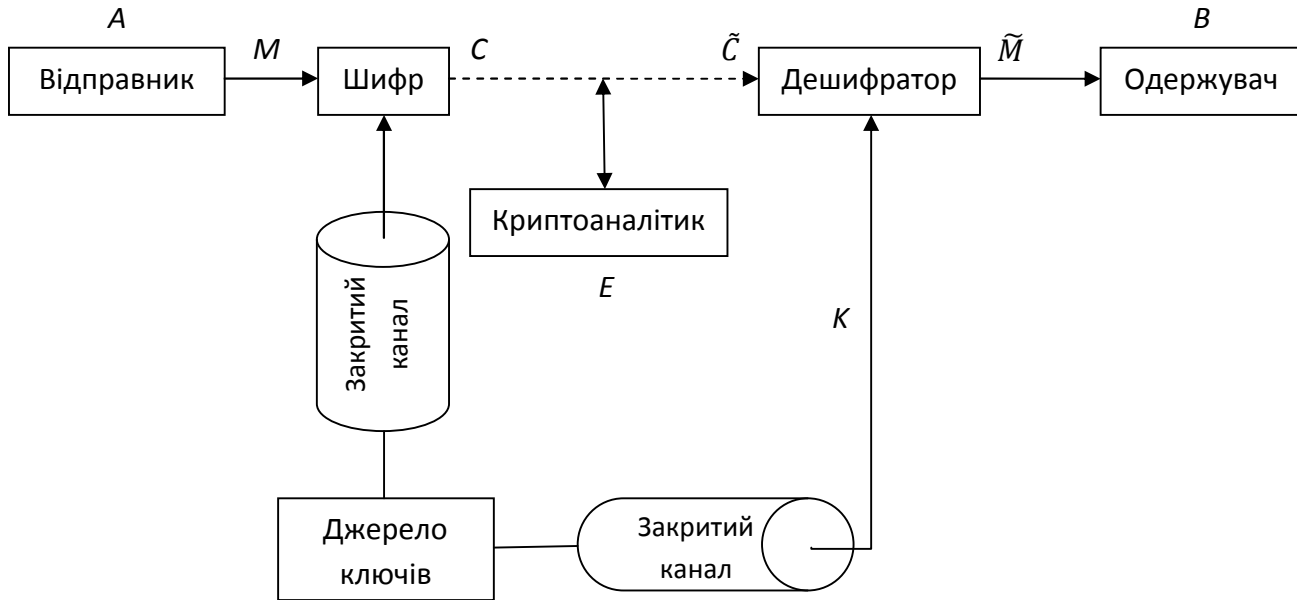 A
B
M
C
C̃
M̃
Відправник
Шифр
Дешифратор
Одержувач
Криптоаналітик
E
Закритий
канал
K
Джерело
ключів
Закритий
канал